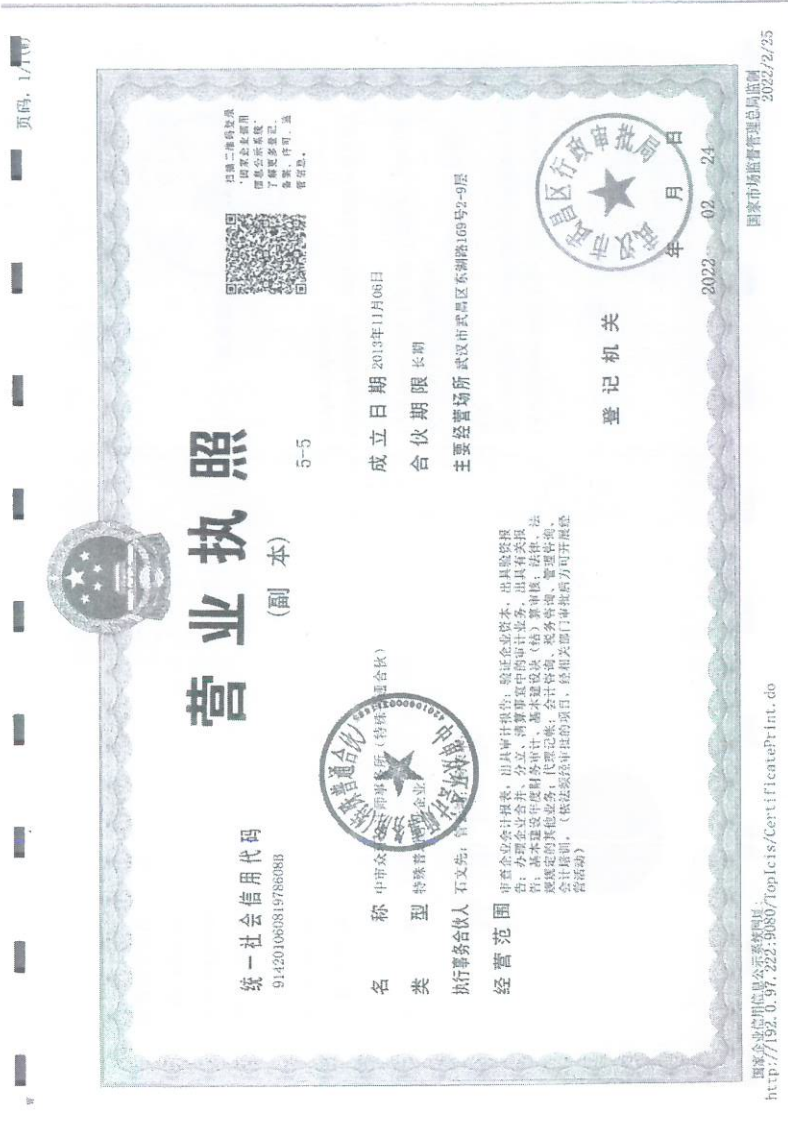 页码. 1/1(W)
营业执照
(副 本)
5-5
扫描二维码登录
“国家企业信用
信息公示系统”
了解更多登记、
备案、许可、监
管信息。
统一社会信用代码
91420106081978608B
名 称 中审众
师事务所(特殊普通合伙)
类 型 特殊普
企业
执行事务合伙人 石文先;
经营范围 审查企业会计报表,出具审计报告;验证企业资本,出具验资报
告;办理企业合并、分立、清算事宜中的审计业务,出具有关报
告;基本建设年度财务审计、基本建设决(结)算审核;法律、法
规规定的其他业务;代理记账;会计咨询、税务咨询、管理咨询、
会计培训。(依法须经审批的项目,经相关部门审批后方可开展经
营活动)
成立日期 2013年11月06日
合伙期限 长期
主要经营场所 武汉市武昌区东湖路169号2-9层
登记机关
武汉市武昌区行政审批局
2022 年 02 月 24 日
国家企业信用信息公示系统网址:
http://192.0.97.222:9080/TopIcis/CertificatePrint.do
国家市场监督管理总局监制
2022/2/25